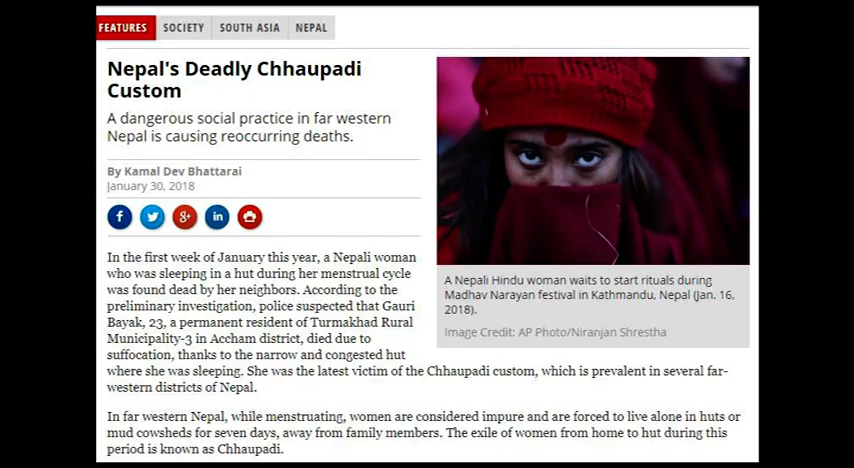 FEATURES SOCIETY SOUTH ASIA NEPAL
Nepal's Deadly Chhaupadi
Custom
A dangerous social practice in far western
Nepal is causing reoccurring deaths.
By Kamal Dev Bhattarai
January 30, 2018
f g+ in
In the first week of January this year, a Nepali woman
who was sleeping in a hut during her menstrual cycle
was found dead by her neighbors. According to the
preliminary investigation, police suspected that Gauri
Bayak, 23, a permanent resident of Turmakhad Rural
Municipality-3 in Accham district, died due to
suffocation, thanks to the narrow and congested hut
where she was sleeping. She was the latest victim of the Chhaupadi custom, which is prevalent in several far-
western districts of Nepal.
In far western Nepal, while menstruating, women are considered impure and are forced to live alone in huts or
mud cowsheds for seven days, away from family members. The exile of women from home to hut during this
period is known as Chhaupadi.
A Nepali Hindu woman waits to start rituals during
Madhav Narayan festival in Kathmandu, Nepal (Jan. 16,
2018).
Image Credit: AP Photo/Niranjan Shrestha